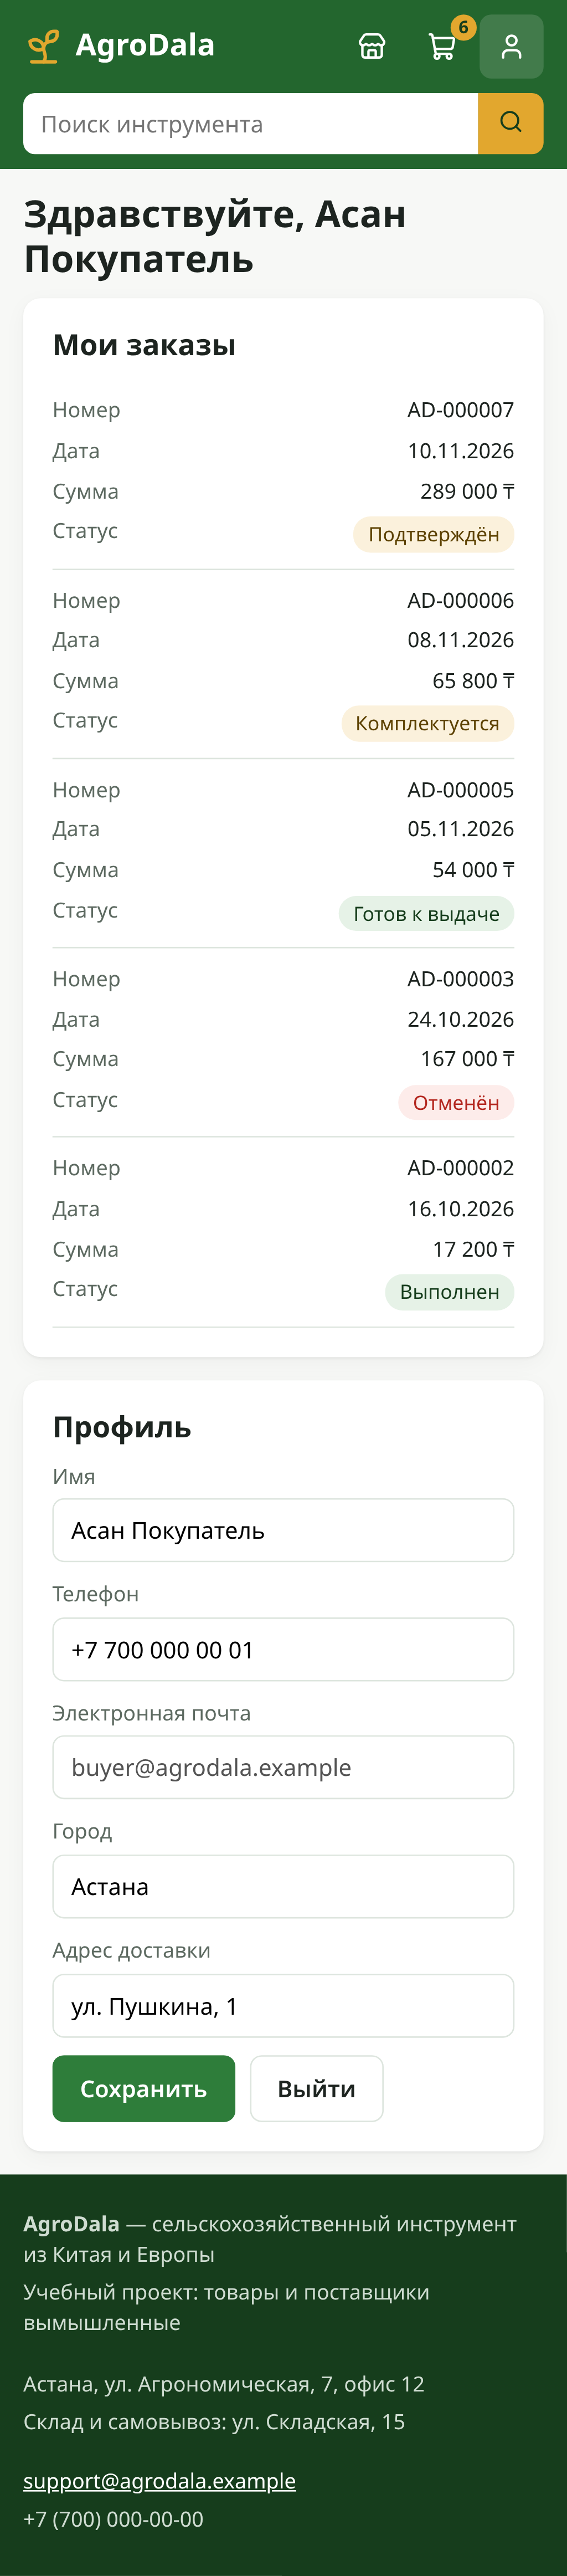 AgroDala
6
Поиск инструмента
Здравствуйте, Асан
Покупатель
Мои заказы
Номер AD-000007
Дата 10.11.2026
Сумма 289 000 ₸
Статус Подтверждён
Номер AD-000006
Дата 08.11.2026
Сумма 65 800 ₸
Статус Комплектуется
Номер AD-000005
Дата 05.11.2026
Сумма 54 000 ₸
Статус Готов к выдаче
Номер AD-000003
Дата 24.10.2026
Сумма 167 000 ₸
Статус Отменён
Номер AD-000002
Дата 16.10.2026
Сумма 17 200 ₸
Статус Выполнен
Профиль
Имя
Асан Покупатель
Телефон
+7 700 000 00 01
Электронная почта
buyer@agrodala.example
Город
Астана
Адрес доставки
ул. Пушкина, 1
Сохранить Выйти
AgroDala — сельскохозяйственный инструмент
из Китая и Европы
Учебный проект: товары и поставщики
вымышленные
Астана, ул. Агрономическая, 7, офис 12
Склад и самовывоз: ул. Складская, 15
support@agrodala.example
+7 (700) 000-00-00